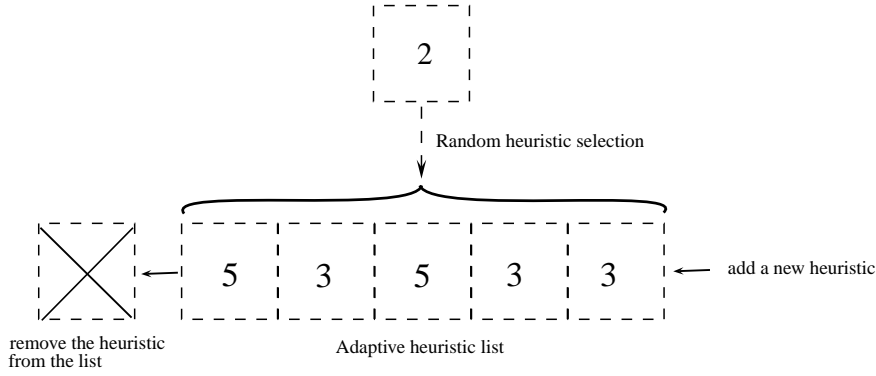 2
Random heuristic selection
5 3 5 3 3
add a new heuristic
remove the heuristic
from the list
Adaptive heuristic list